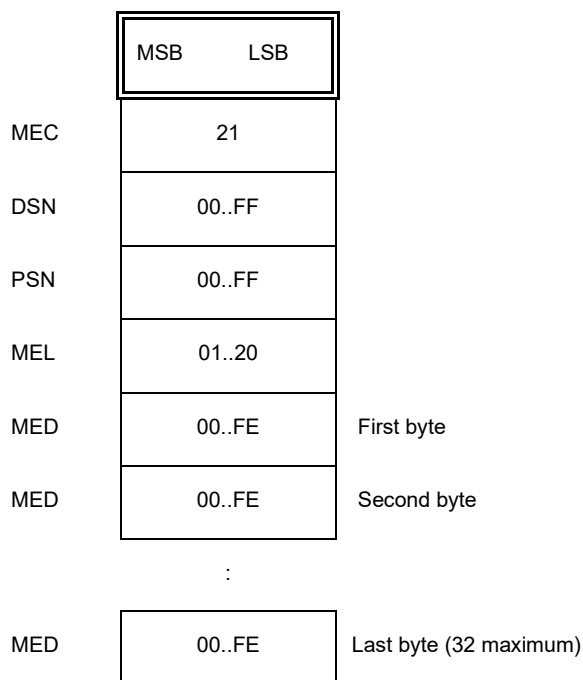 MSB LSB
MEC 21
DSN 00..FF
PSN 00..FF
MEL 01..20
MED 00..FE First byte
MED 00..FE Second byte
:
MED 00..FE Last byte (32 maximum)